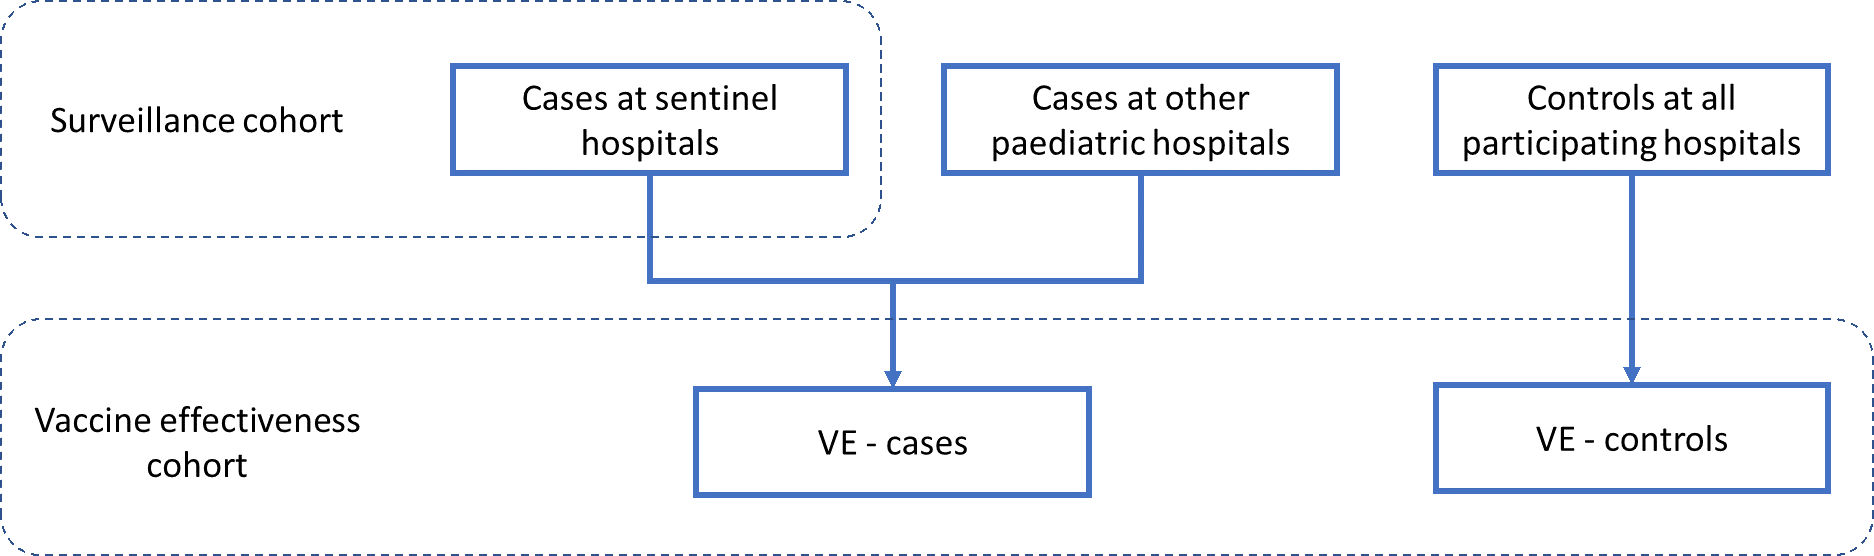 Surveillance cohort
Cases at sentinel
hospitals
Cases at other
paediatric hospitals
Controls at all
participating hospitals
Vaccine effectiveness
cohort
VE - cases
VE - controls